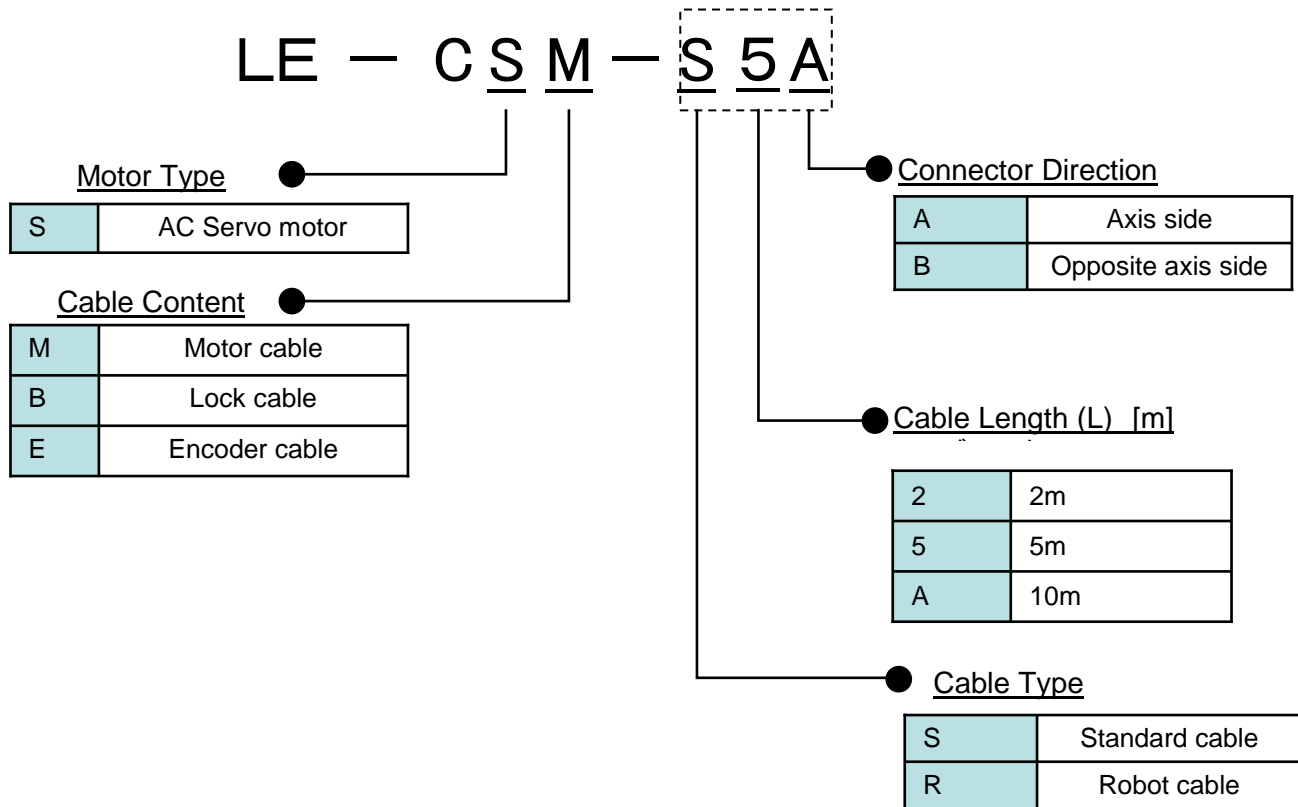 LE － CSM－S5A
Motor Type
S AC Servo motor
Cable Content
M Motor cable
B Lock cable
E Encoder cable
Connector Direction
A Axis side
B Opposite axis side
Cable Length (L) [m]
2 2m
5 5m
A 10m
Cable Type
S Standard cable
R Robot cable